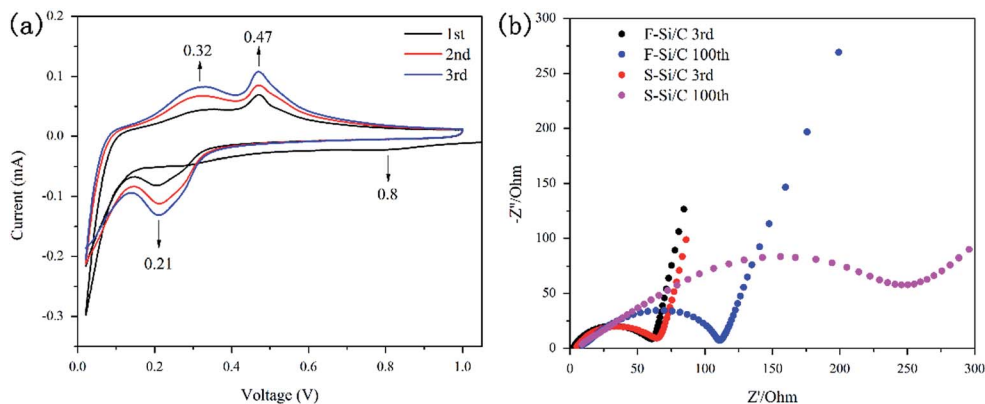 (a)
0.2
0.1
0.0
-0.1
-0.2
-0.3
Current (mA)
0.0 0.2 0.4 0.6 0.8 1.0
Voltage (V)
0.32
0.47
0.21
0.8
1st
2nd
3rd
(b)
-300
-250
-200
-150
-100
-50
0
-Z''/Ohm
0 25 50 75 100 125 150 175 200 225 250 275 300
Z'/Ohm
F-Si/C 3rd
F-Si/C 100th
S-Si/C 3rd
S-Si/C 100th